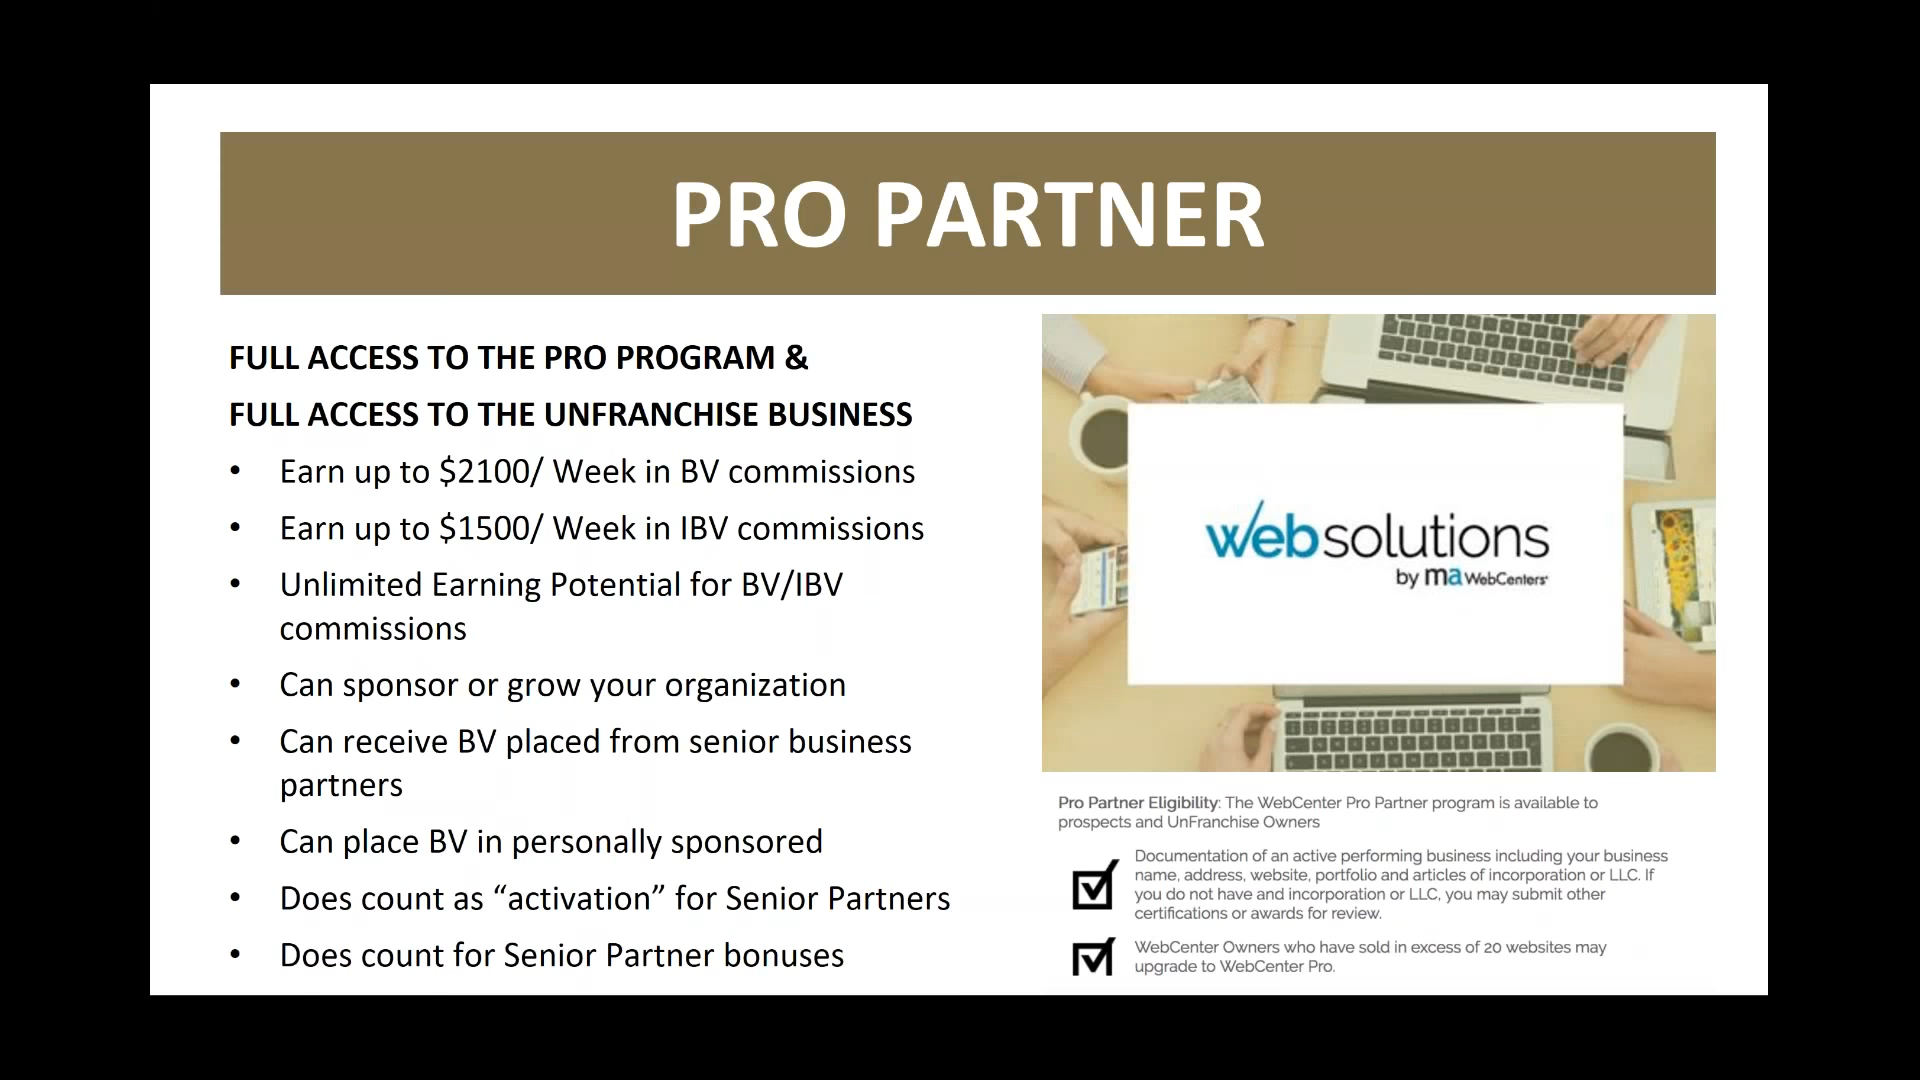 PRO PARTNER
FULL ACCESS TO THE PRO PROGRAM &
FULL ACCESS TO THE UNFRANCHISE BUSINESS
• Earn up to $2100/ Week in BV commissions
• Earn up to $1500/ Week in IBV commissions
• Unlimited Earning Potential for BV/IBV
commissions
• Can sponsor or grow your organization
• Can receive BV placed from senior business
partners
• Can place BV in personally sponsored
• Does count as “activation” for Senior Partners
• Does count for Senior Partner bonuses
websolutions
by ma WebCenters
Pro Partner Eligibility: The WebCenter Pro Partner program is available to
prospects and UnFranchise Owners
Documentation of an active performing business including your business
name, address, website, portfolio and articles of incorporation or LLC. If
you do not have and incorporation or LLC, you may submit other
certifications or awards for review.
WebCenter Owners who have sold in excess of 20 websites may
upgrade to WebCenter Pro.